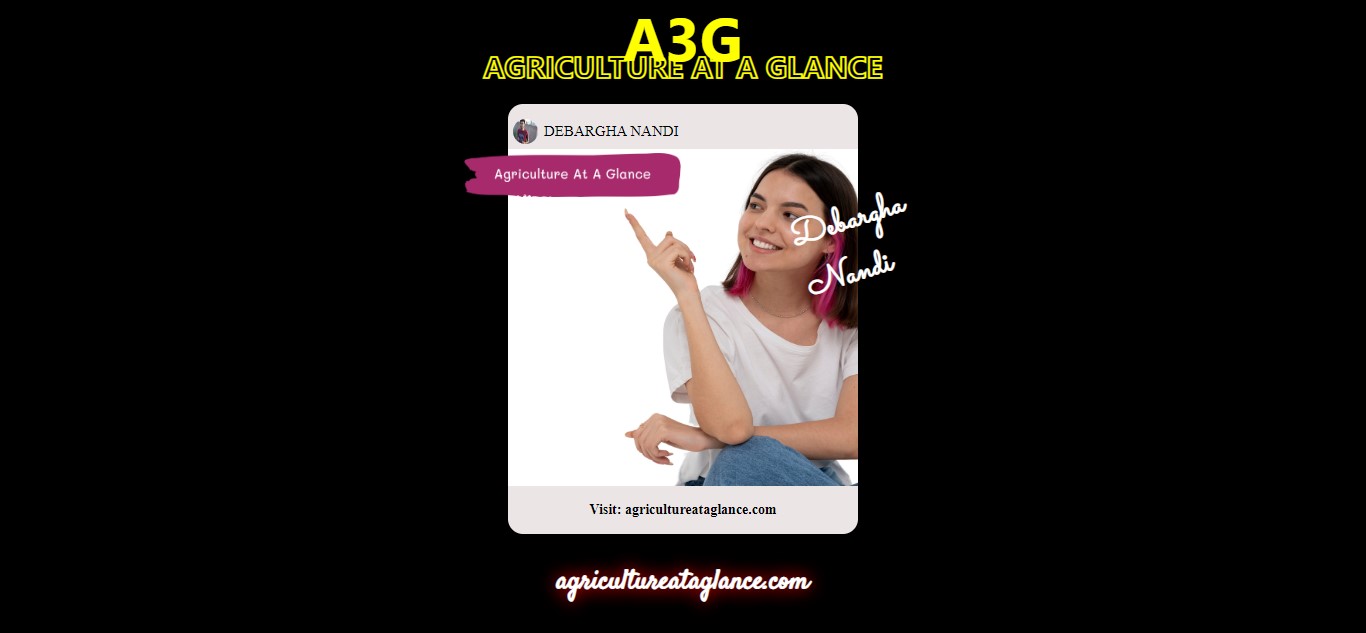 A3G
AGRICULTURE AT A GLANCE
DEBARGHA NANDI
Agriculture At A Glance
Debargha
Nandi
Visit: agricultureataglance.com
agricultureataglance.com